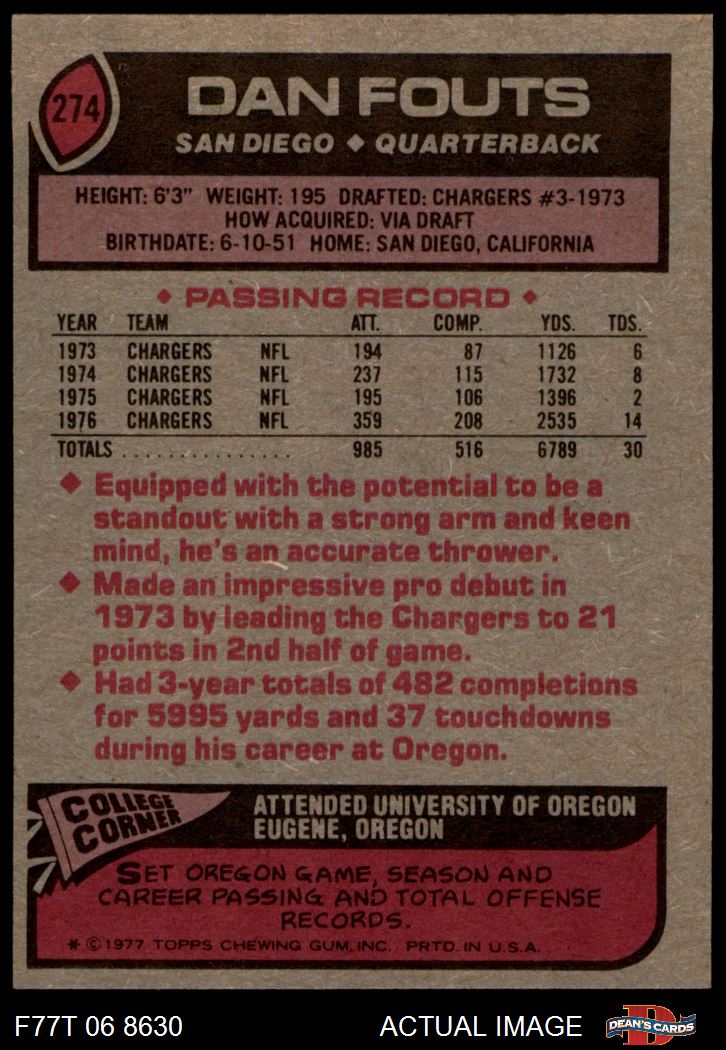 274
DAN FOUTS
SAN DIEGO ◆ QUARTERBACK
HEIGHT: 6'3" WEIGHT: 195 DRAFTED: CHARGERS #3-1973
HOW ACQUIRED: VIA DRAFT
BIRTHDATE: 6-10-51 HOME: SAN DIEGO, CALIFORNIA
◆ PASSING RECORD ◆
YEAR TEAM ATT. COMP. YDS. TDS.
1973 CHARGERS NFL 194 87 1126 6
1974 CHARGERS NFL 237 115 1732 8
1975 CHARGERS NFL 195 106 1396 2
1976 CHARGERS NFL 359 208 2535 14
TOTALS . . . . . . . . . . . . . . . 985 516 6789 30
◆ Equipped with the potential to be a
standout with a strong arm and keen
mind, he's an accurate thrower.
◆ Made an impressive pro debut in
1973 by leading the Chargers to 21
points in 2nd half of game.
◆ Had 3-year totals of 482 completions
for 5995 yards and 37 touchdowns
during his career at Oregon.
COLLEGE
CORNER
ATTENDED UNIVERSITY OF OREGON
EUGENE, OREGON
SET OREGON GAME, SEASON AND
CAREER PASSING AND TOTAL OFFENSE
RECORDS.
* © 1977 TOPPS CHEWING GUM, INC. PRTD. IN U.S.A.
F77T 06 8630 ACTUAL IMAGE
D
DEAN'S CARDS